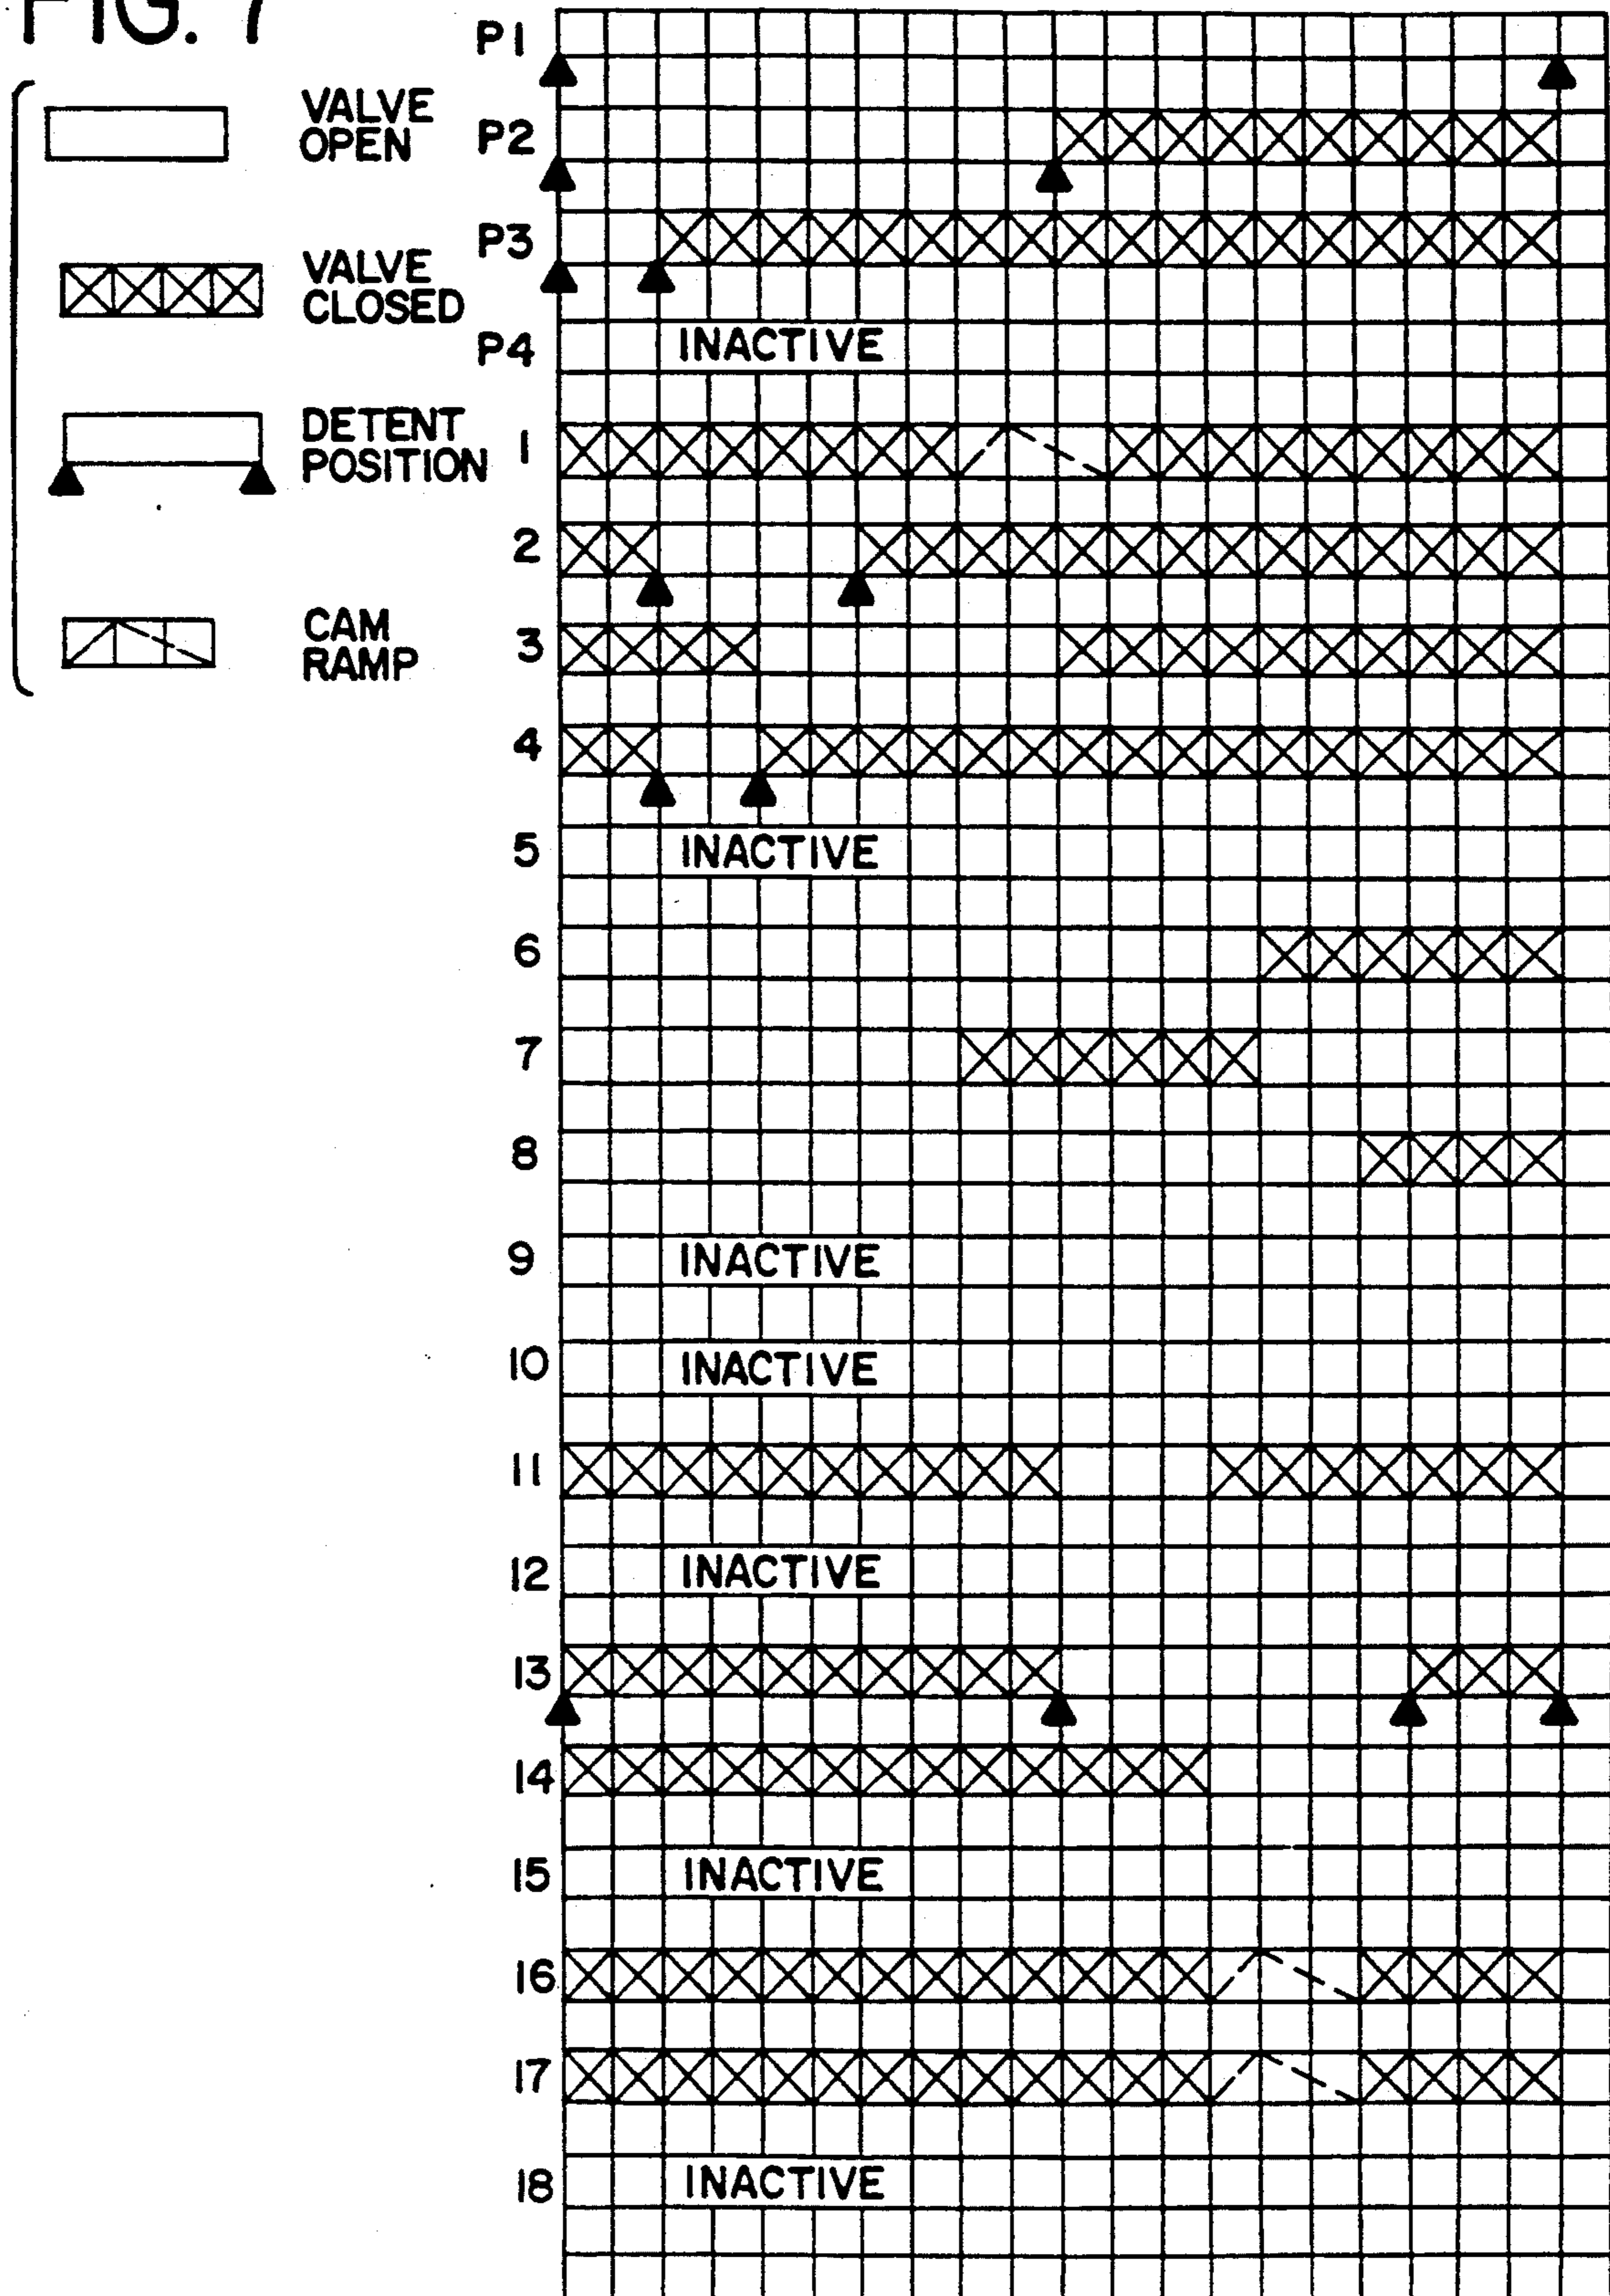 FIG. 7
VALVE
OPEN
VALVE
CLOSED
DETENT
POSITION
CAM
RAMP
P1
P2
P3
P4 INACTIVE
1
2
3
4
5 INACTIVE
6
7
8
9 INACTIVE
10 INACTIVE
11
12 INACTIVE
13
14
15 INACTIVE
16
17
18 INACTIVE